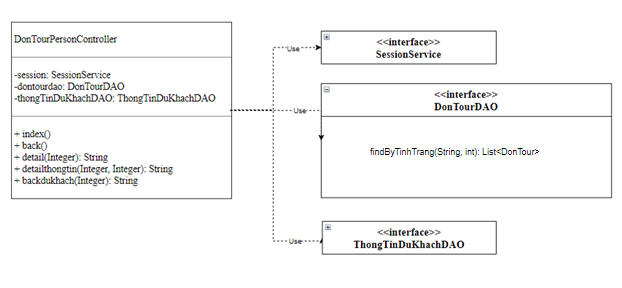 DonTourPersonController
-session: SessionService
-dontourdao: DonTourDAO
-thongTinDuKhachDAO: ThongTinDuKhachDAO
+ index()
+ back()
+ detail(Integer): String
+ detailthongtin(Integer, Integer): String
+ backdukhach(Integer): String
Use
<<interface>>
SessionService
Use
<<interface>>
DonTourDAO
findByTinhTrang(String, int): List<DonTour>
Use
<<interface>>
ThongTinDuKhachDAO